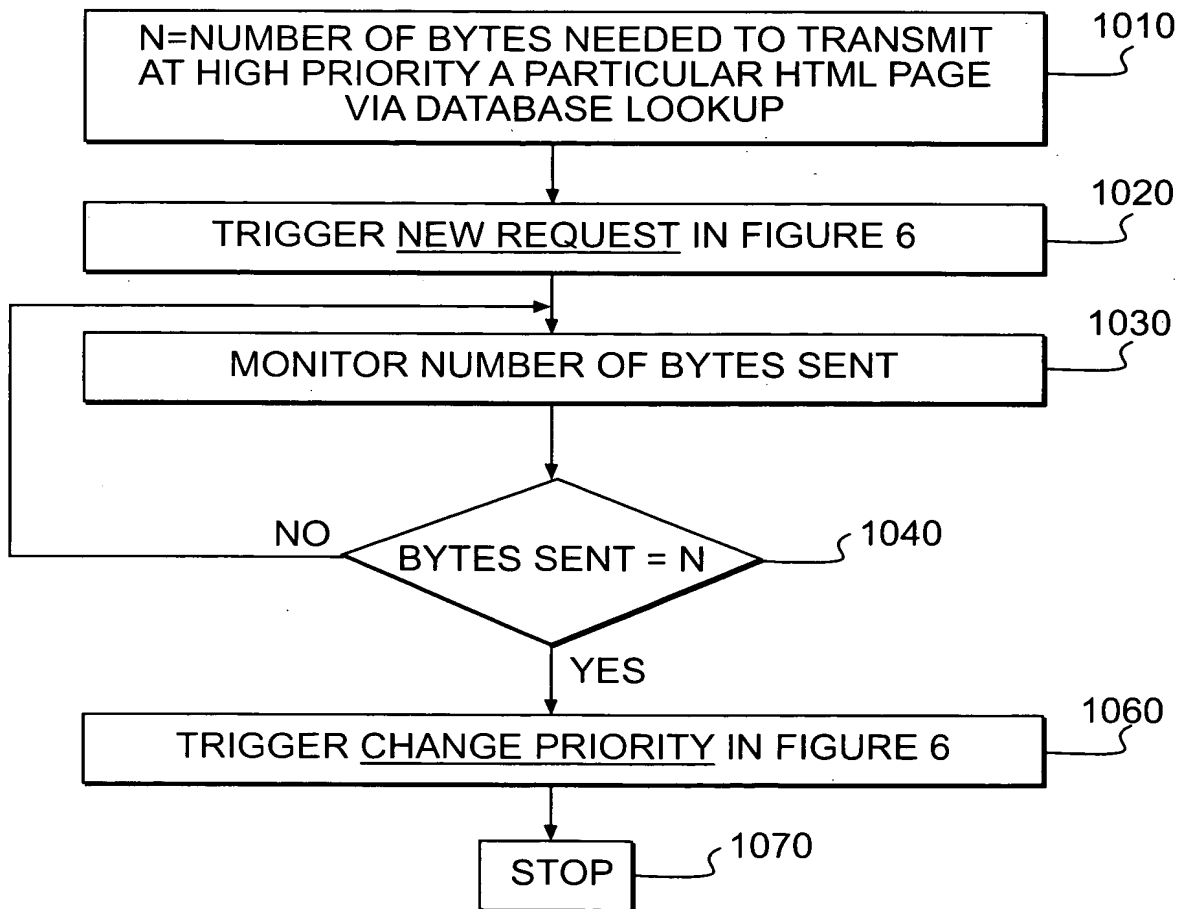 N=NUMBER OF BYTES NEEDED TO TRANSMIT
AT HIGH PRIORITY A PARTICULAR HTML PAGE
VIA DATABASE LOOKUP
1010
TRIGGER NEW REQUEST IN FIGURE 6
1020
MONITOR NUMBER OF BYTES SENT
1030
NO
BYTES SENT = N
1040
YES
TRIGGER CHANGE PRIORITY IN FIGURE 6
1060
STOP
1070